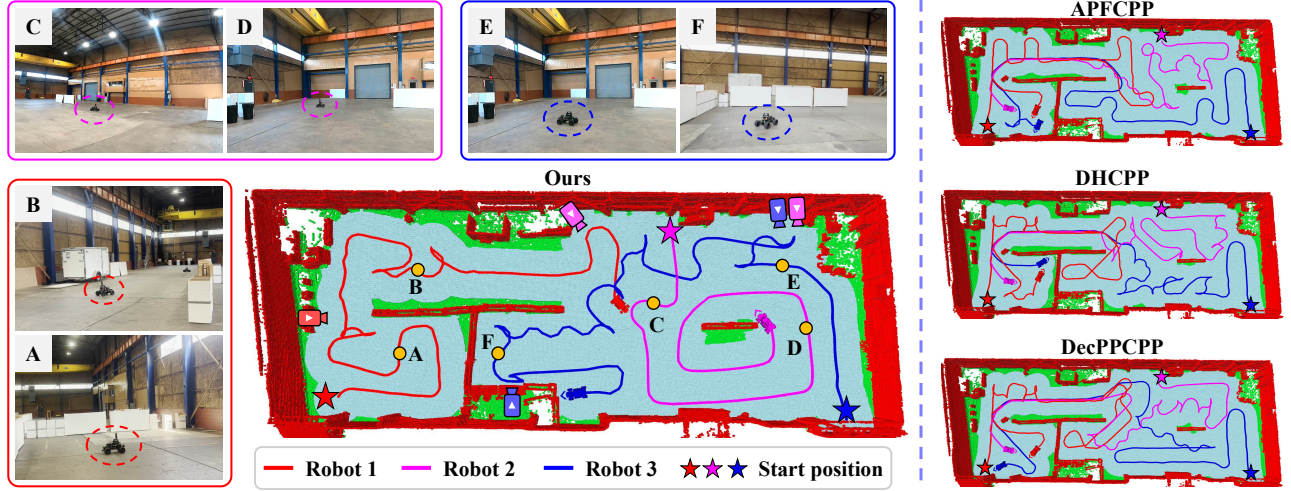 C
D
E
F
APFCPP
B
A
Ours
B
A
F
C
D
E
DHCPP
DecPPCPP
Robot 1
Robot 2
Robot 3
Start position